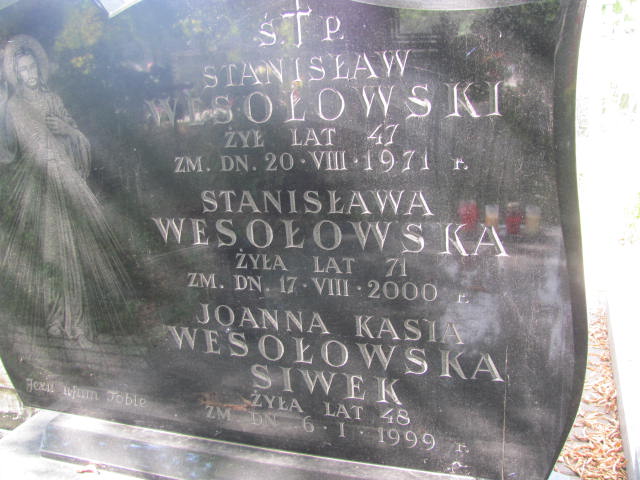 Ś.†P.
STANISŁAW
WESOŁOWSKI
ŻYŁ LAT 47
ZM. DN. 20·VIII·1971 r.
STANISŁAWA
WESOŁOWSKA
ŻYŁA LAT 71
ZM. DN. 17·VIII·2000 r.
JOANNA KASIA
WESOŁOWSKA
SIWEK
ŻYŁA LAT 48
ZM DN 6·I·1999 r.
Jezu ufam Tobie